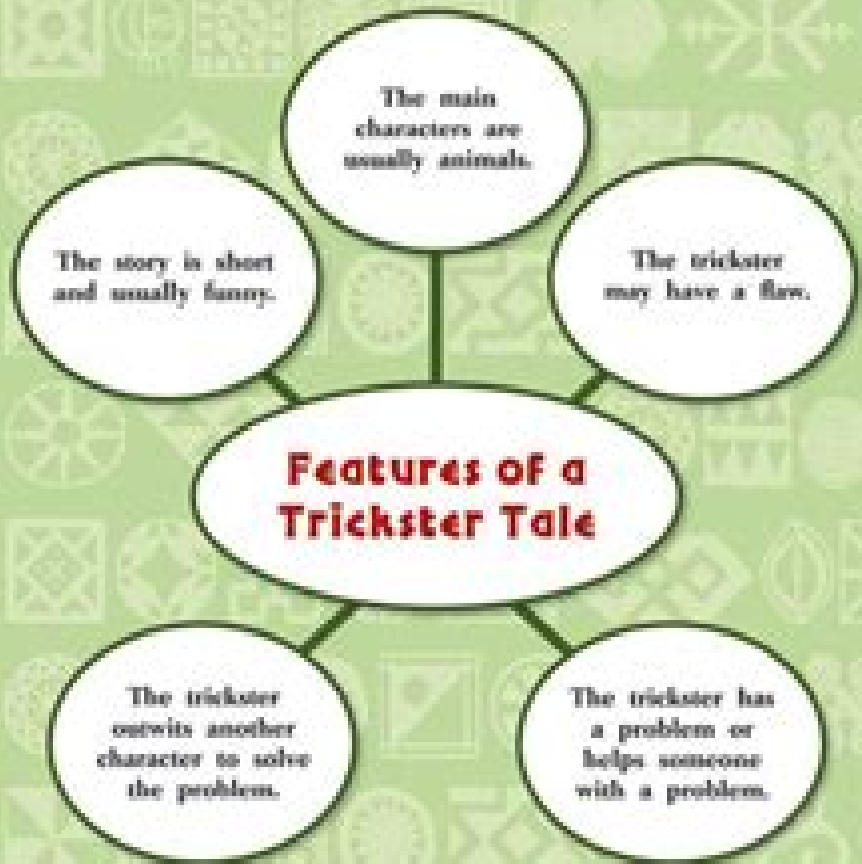 The main
characters are
usually animals.
The story is short
and usually funny.
The trickster
may have a flaw.
Features of a
Trickster Tale
The trickster
outwits another
character to solve
the problem.
The trickster has
a problem or
helps someone
with a problem.